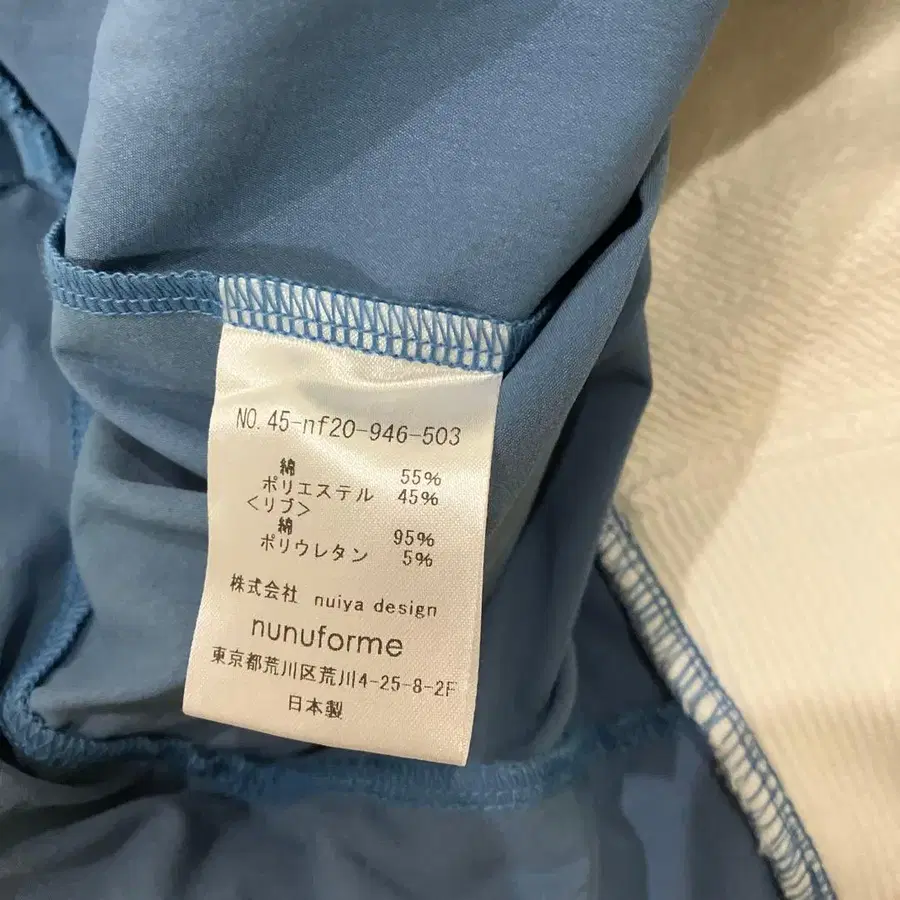 NO. 45-nf20-946-503
綿 55%
ポリエステル 45%
<リブ>
綿 95%
ポリウレタン 5%
株式会社 nuiya design
nunuforme
東京都荒川区荒川4-25-8-2F
日本製